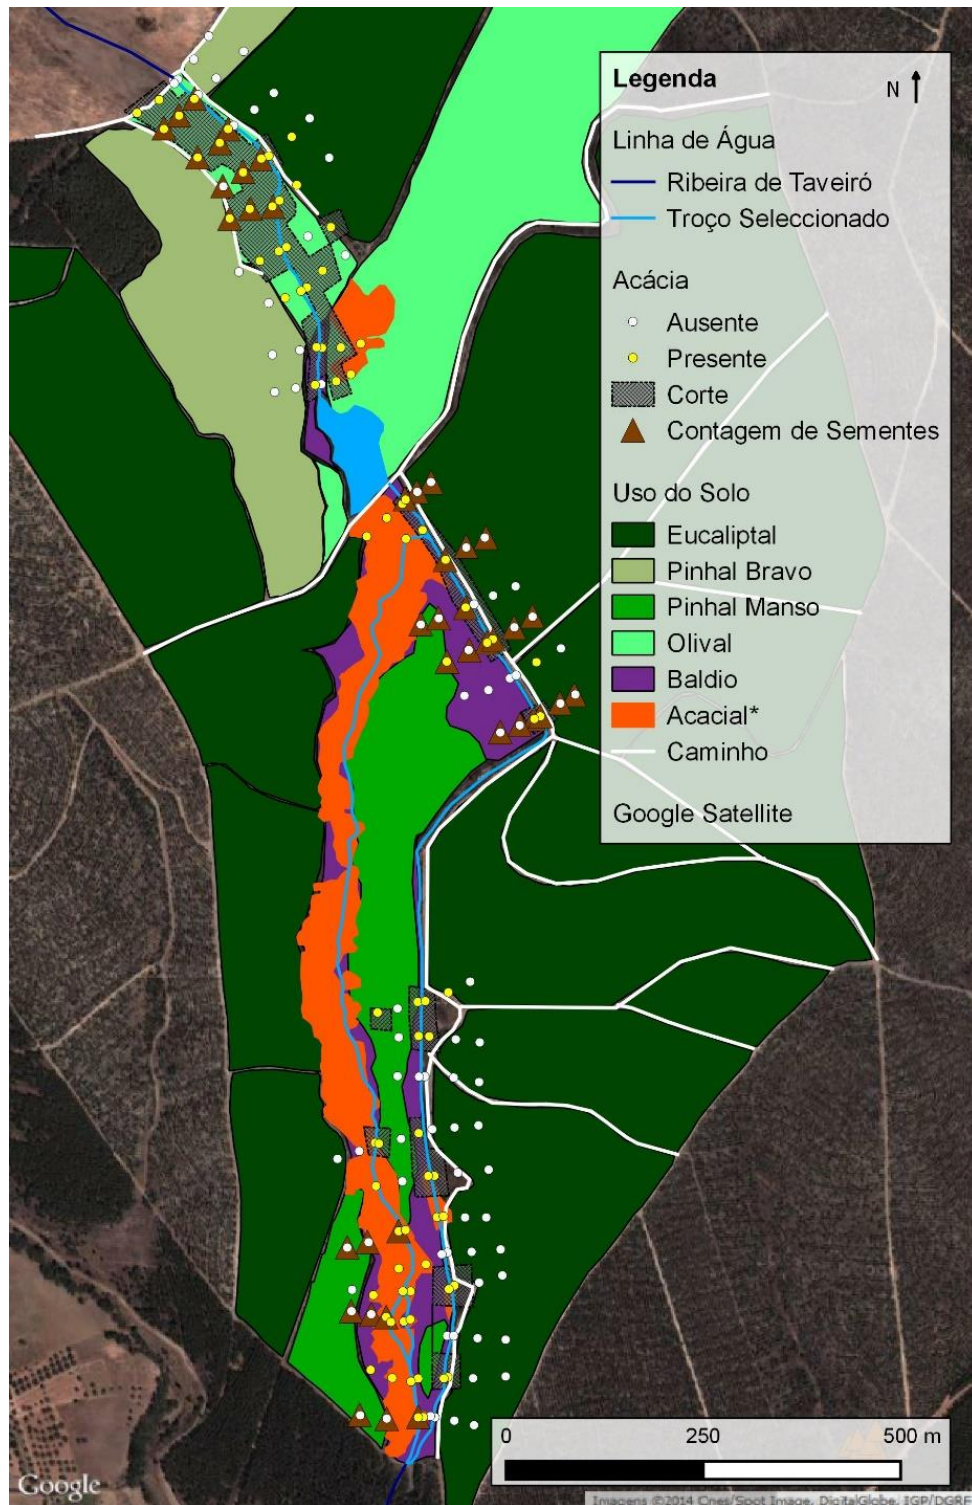 Legenda
N
Linha de Água
Ribeira de Taveiró
Troço Seleccionado
Acácia
Ausente
Presente
Corte
Contagem de Sementes
Uso do Solo
Eucaliptal
Pinhal Bravo
Pinhal Manso
Olival
Baldio
Acacial*
Caminho
Google Satellite
0 250 500 m
Google
Imagens ©2014 Cnes/Spot Image, DigitalGlobe, IGP/DGRF